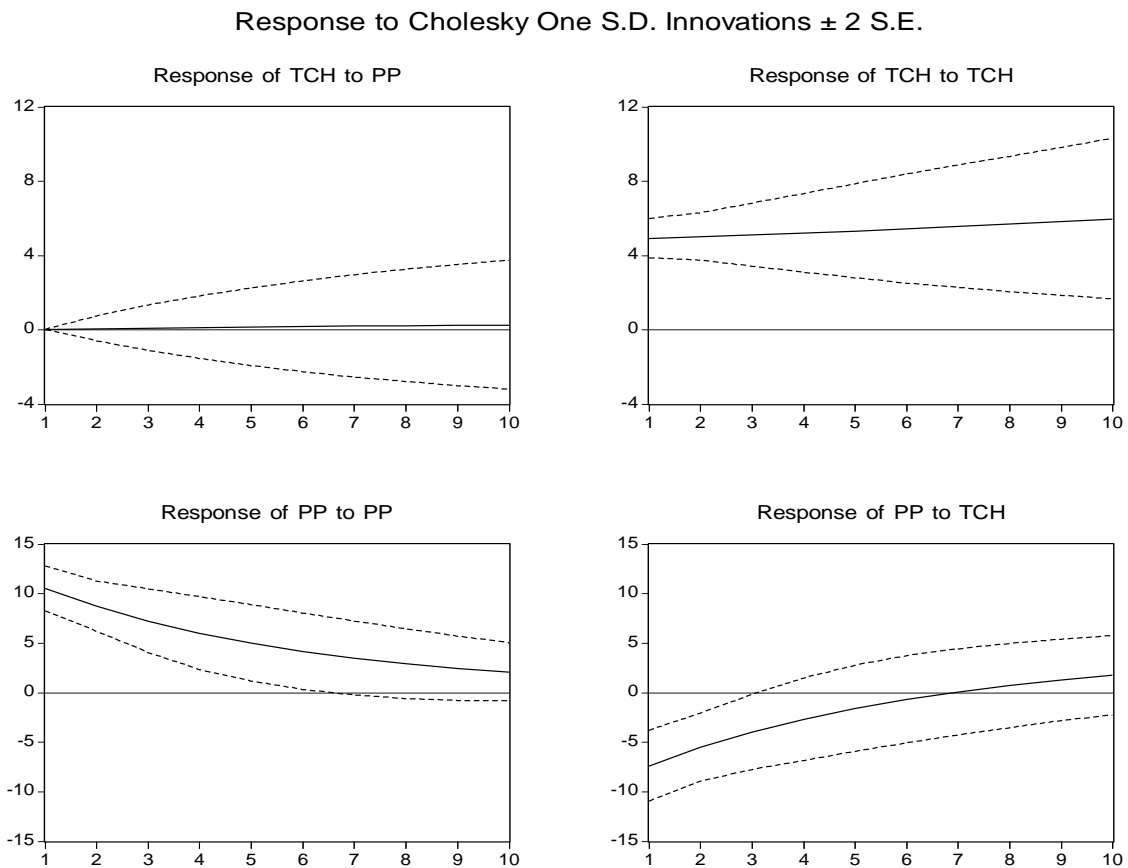 Response to Cholesky One S.D. Innovations ± 2 S.E.
Response of TCH to PP
12
8
4
0
-4
1 2 3 4 5 6 7 8 9 10
Response of TCH to TCH
12
8
4
0
-4
1 2 3 4 5 6 7 8 9 10
Response of PP to PP
15
10
5
0
-5
-10
-15
1 2 3 4 5 6 7 8 9 10
Response of PP to TCH
15
10
5
0
-5
-10
-15
1 2 3 4 5 6 7 8 9 10